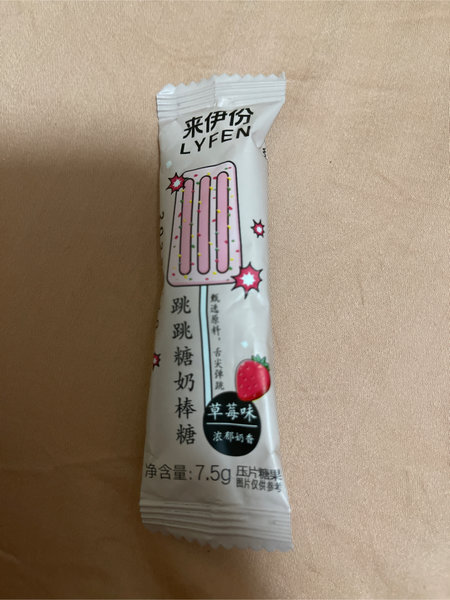 来伊份
LYFEN
跳跳糖奶棒糖
甄选原料，舌尖弹跳
草莓味
浓郁奶香
净含量：7.5g
压片糖果
图片仅供参考